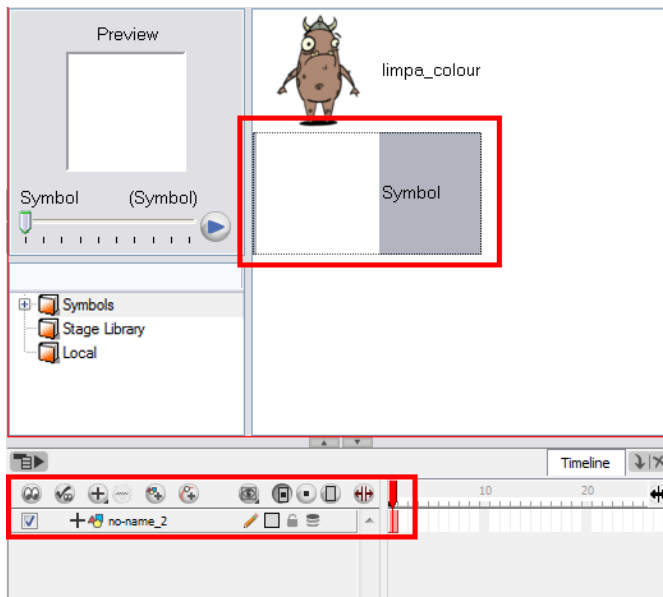 Preview
limpa_colour
Symbol
Symbol (Symbol)
Symbols
Stage Library
Local
Timeline
10 20
no-name_2